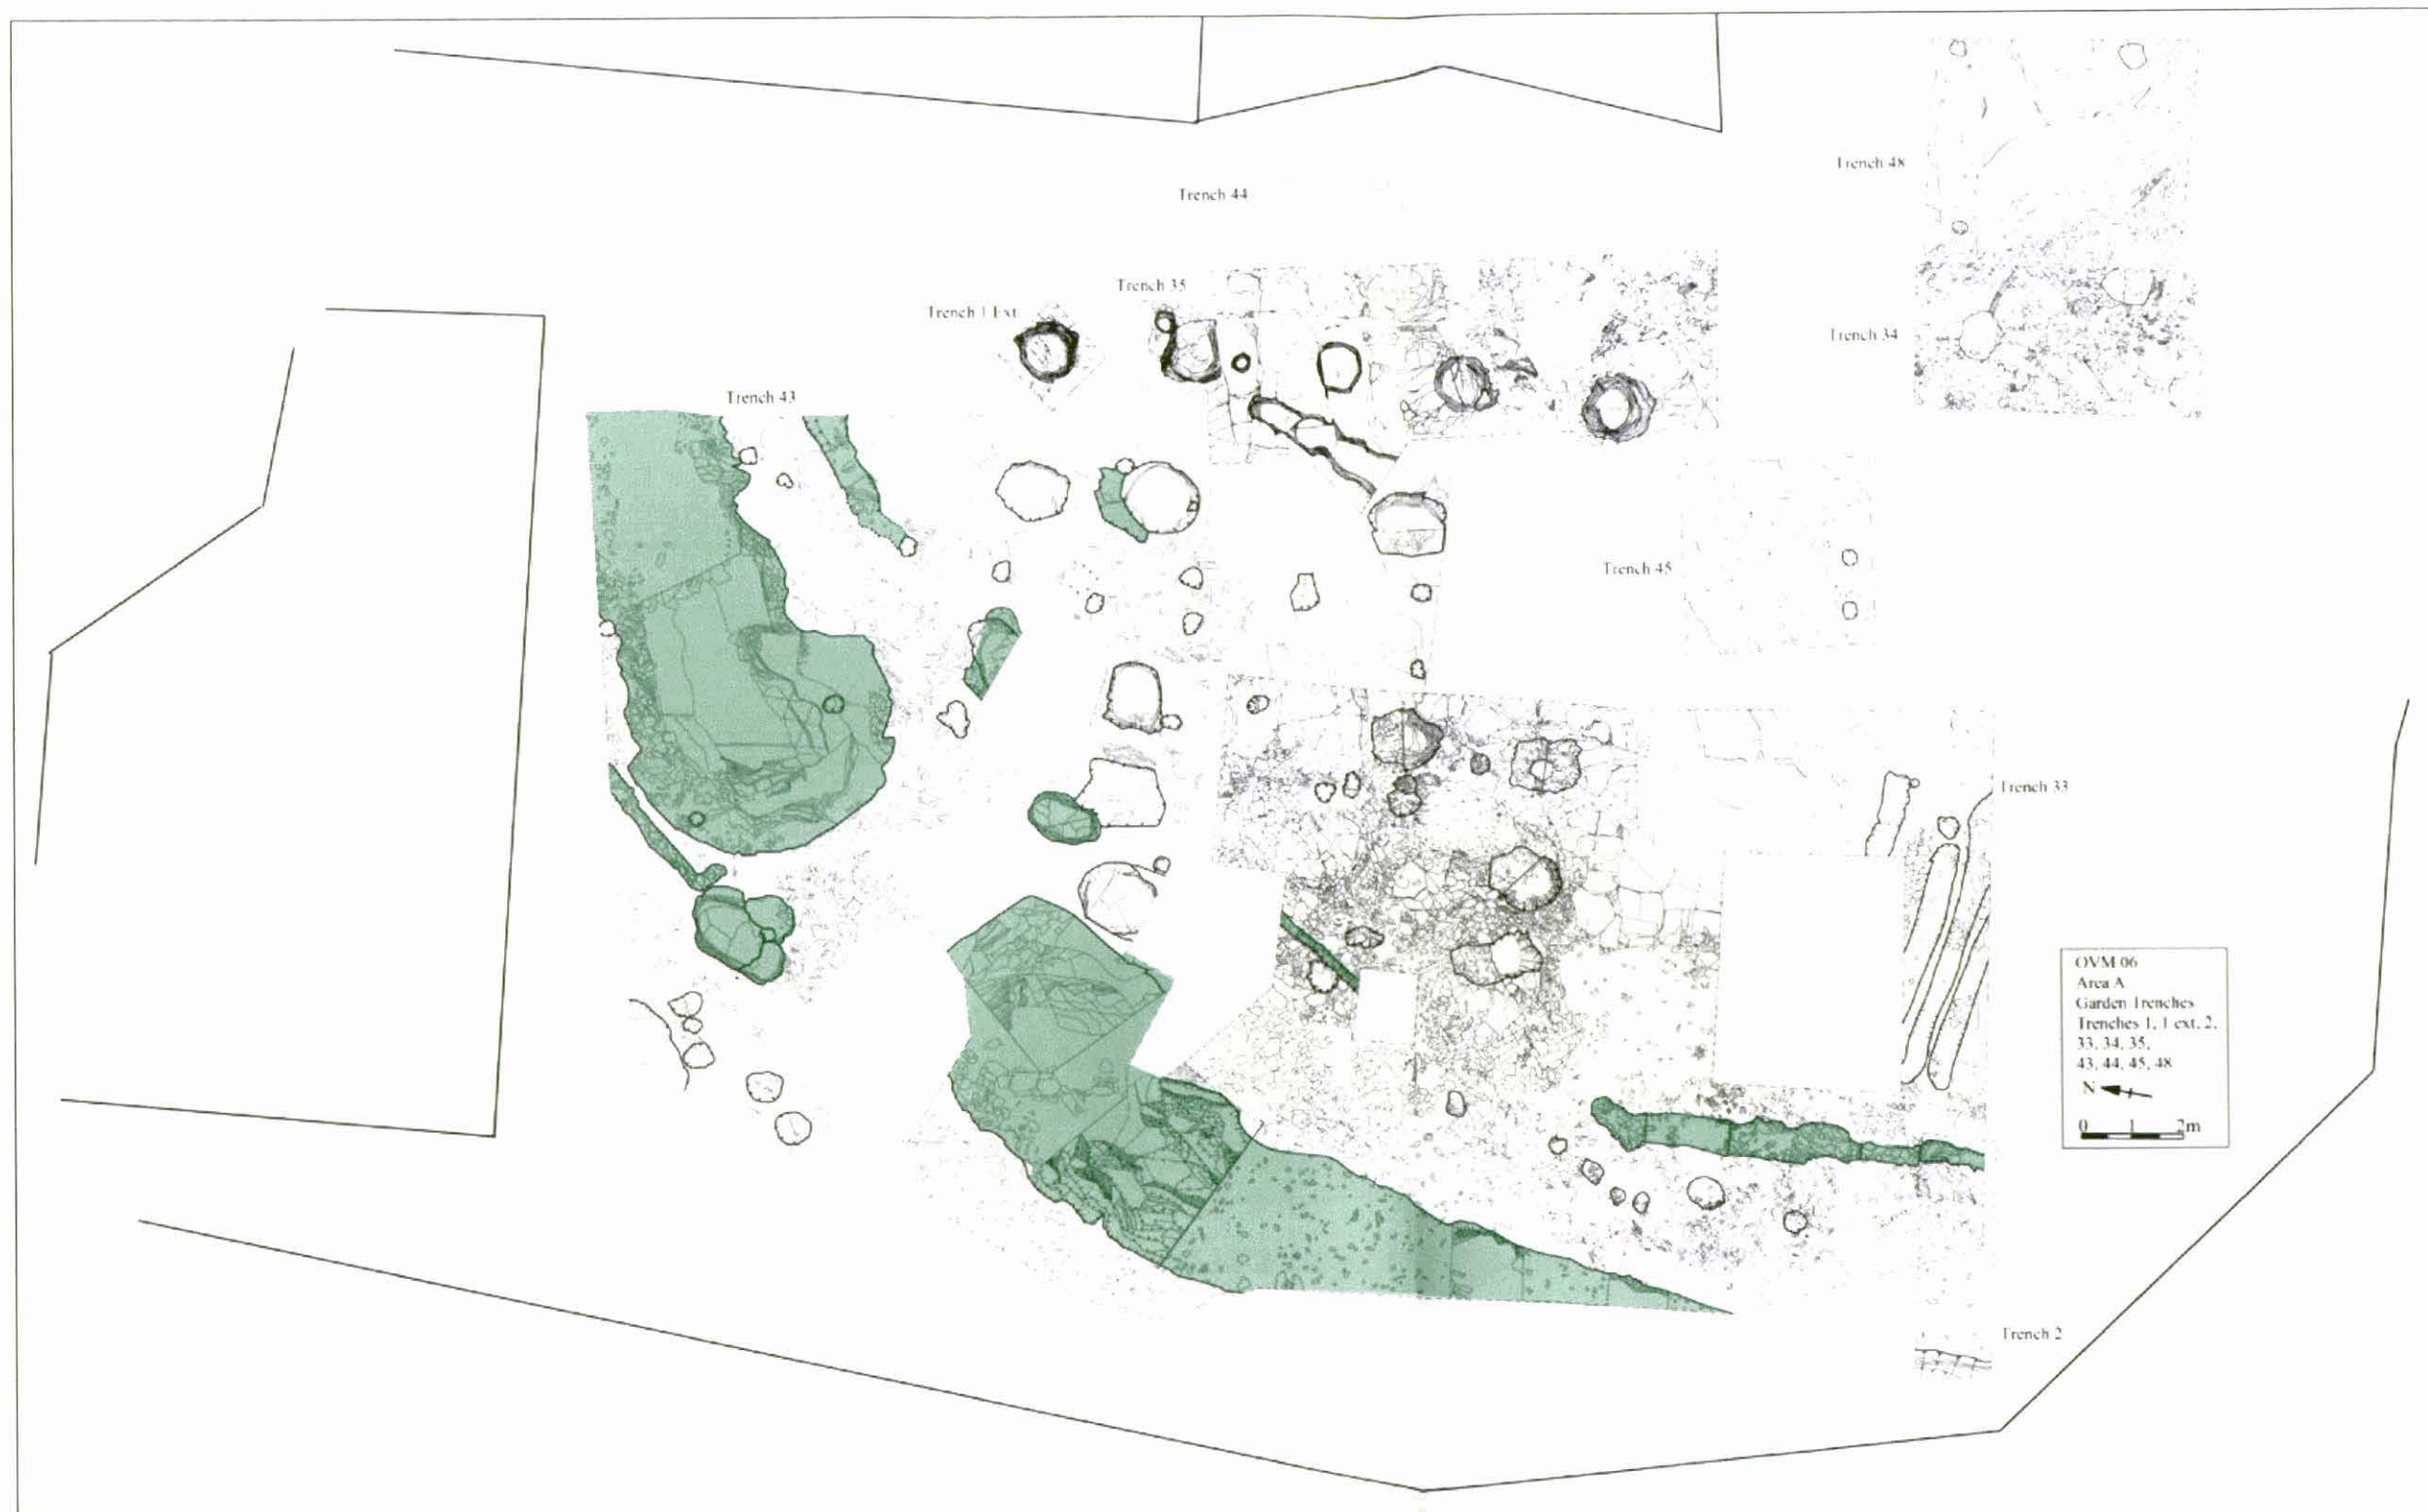 Trench 48
Trench 44
Trench 35
Trench 1 Ext.
Trench 34
Trench 43
Trench 45
Trench 33
OVM 06
Area A
Garden Trenches
Trenches 1, 1 ext, 2,
33, 34, 35,
43, 44, 45, 48
N
0 1 2m
Trench 2